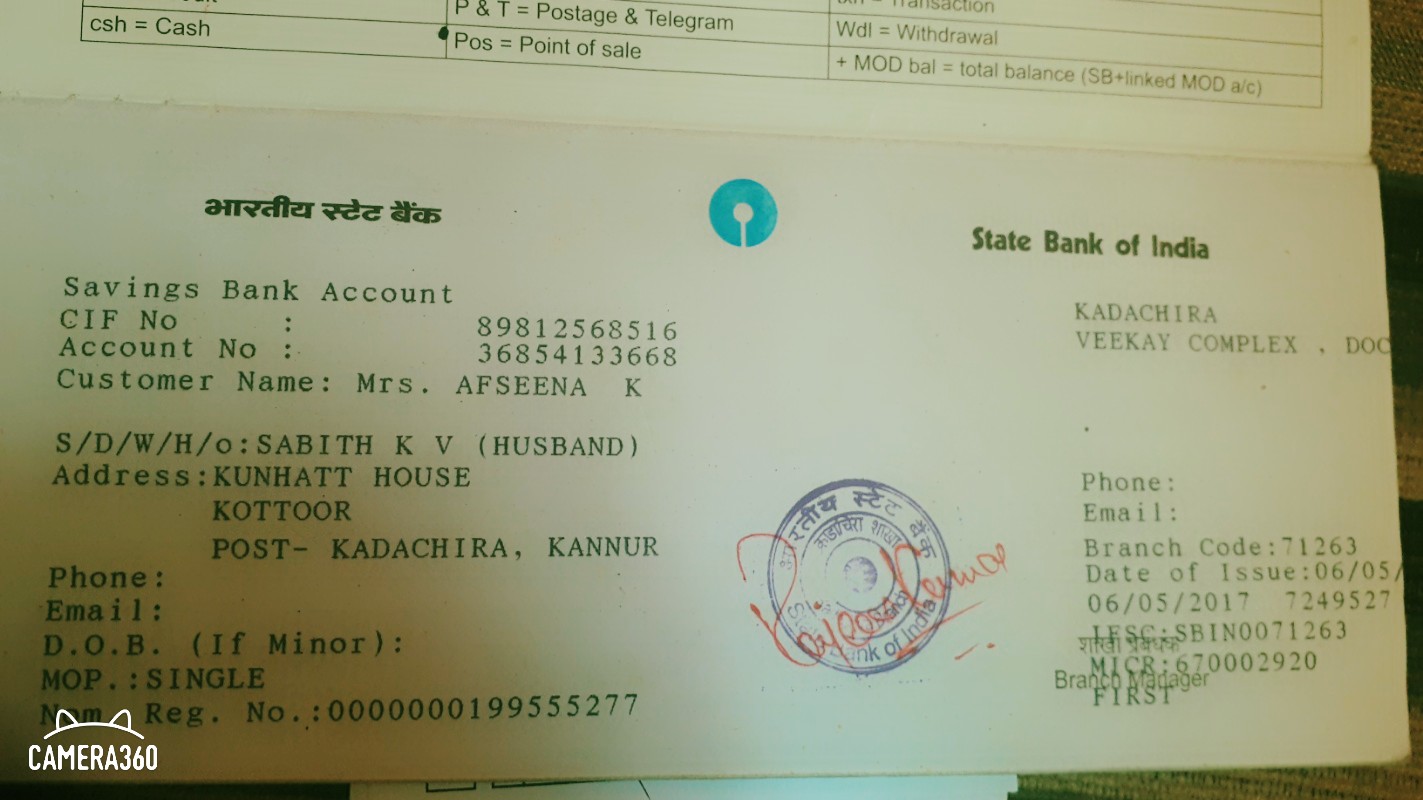 P & T = Postage & Telegram
Transaction
csh = Cash
Pos = Point of sale
Wdl = Withdrawal
+ MOD bal = total balance (SB+linked MOD a/c)
भारतीय स्टेट बैंक
State Bank of India
Savings Bank Account
CIF No : 89812568516
Account No : 36854133668
Customer Name: Mrs. AFSEENA K
S/D/W/H/o:SABITH K V (HUSBAND)
Address:KUNHATT HOUSE
KOTTOOR
POST- KADACHIRA, KANNUR
Phone:
Email:
D.O.B. (If Minor):
MOP.:SINGLE
Nom. Reg. No.:0000000199555277
KADACHIRA
VEEKAY COMPLEX , DOC
Phone:
Email:
Branch Code:71263
Date of Issue:06/05/
06/05/2017 7249527
IFSC:SBIN0071263
शाखा प्रबंधक
MICR:670002920
Branch Manager
FIRST
भारतीय स्टेट बैंक
कडाचिरा शाखा
Bank of India
CAMERA360